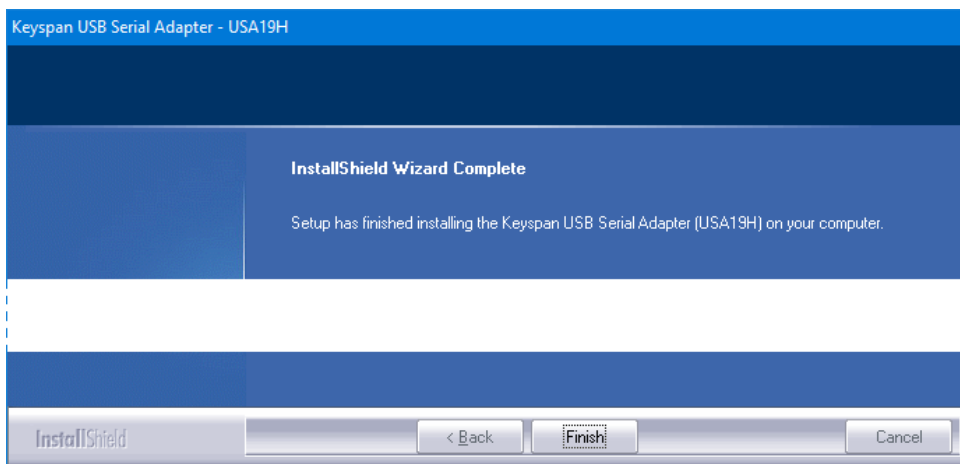 Keyspan USB Serial Adapter - USA19H
InstallShield Wizard Complete
Setup has finished installing the Keyspan USB Serial Adapter (USA19H) on your computer.
InstallShield
< Back Finish Cancel